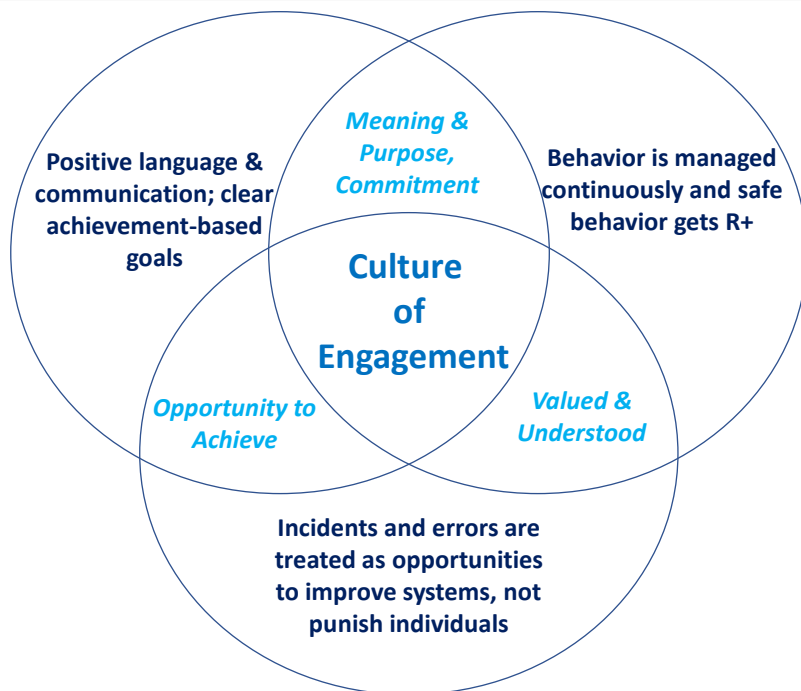 Meaning &
Purpose,
Commitment
Positive language &
communication; clear
achievement-based
goals
Behavior is managed
continuously and safe
behavior gets R+
Culture
of
Engagement
Opportunity to
Achieve
Valued &
Understood
Incidents and errors are
treated as opportunities
to improve systems, not
punish individuals